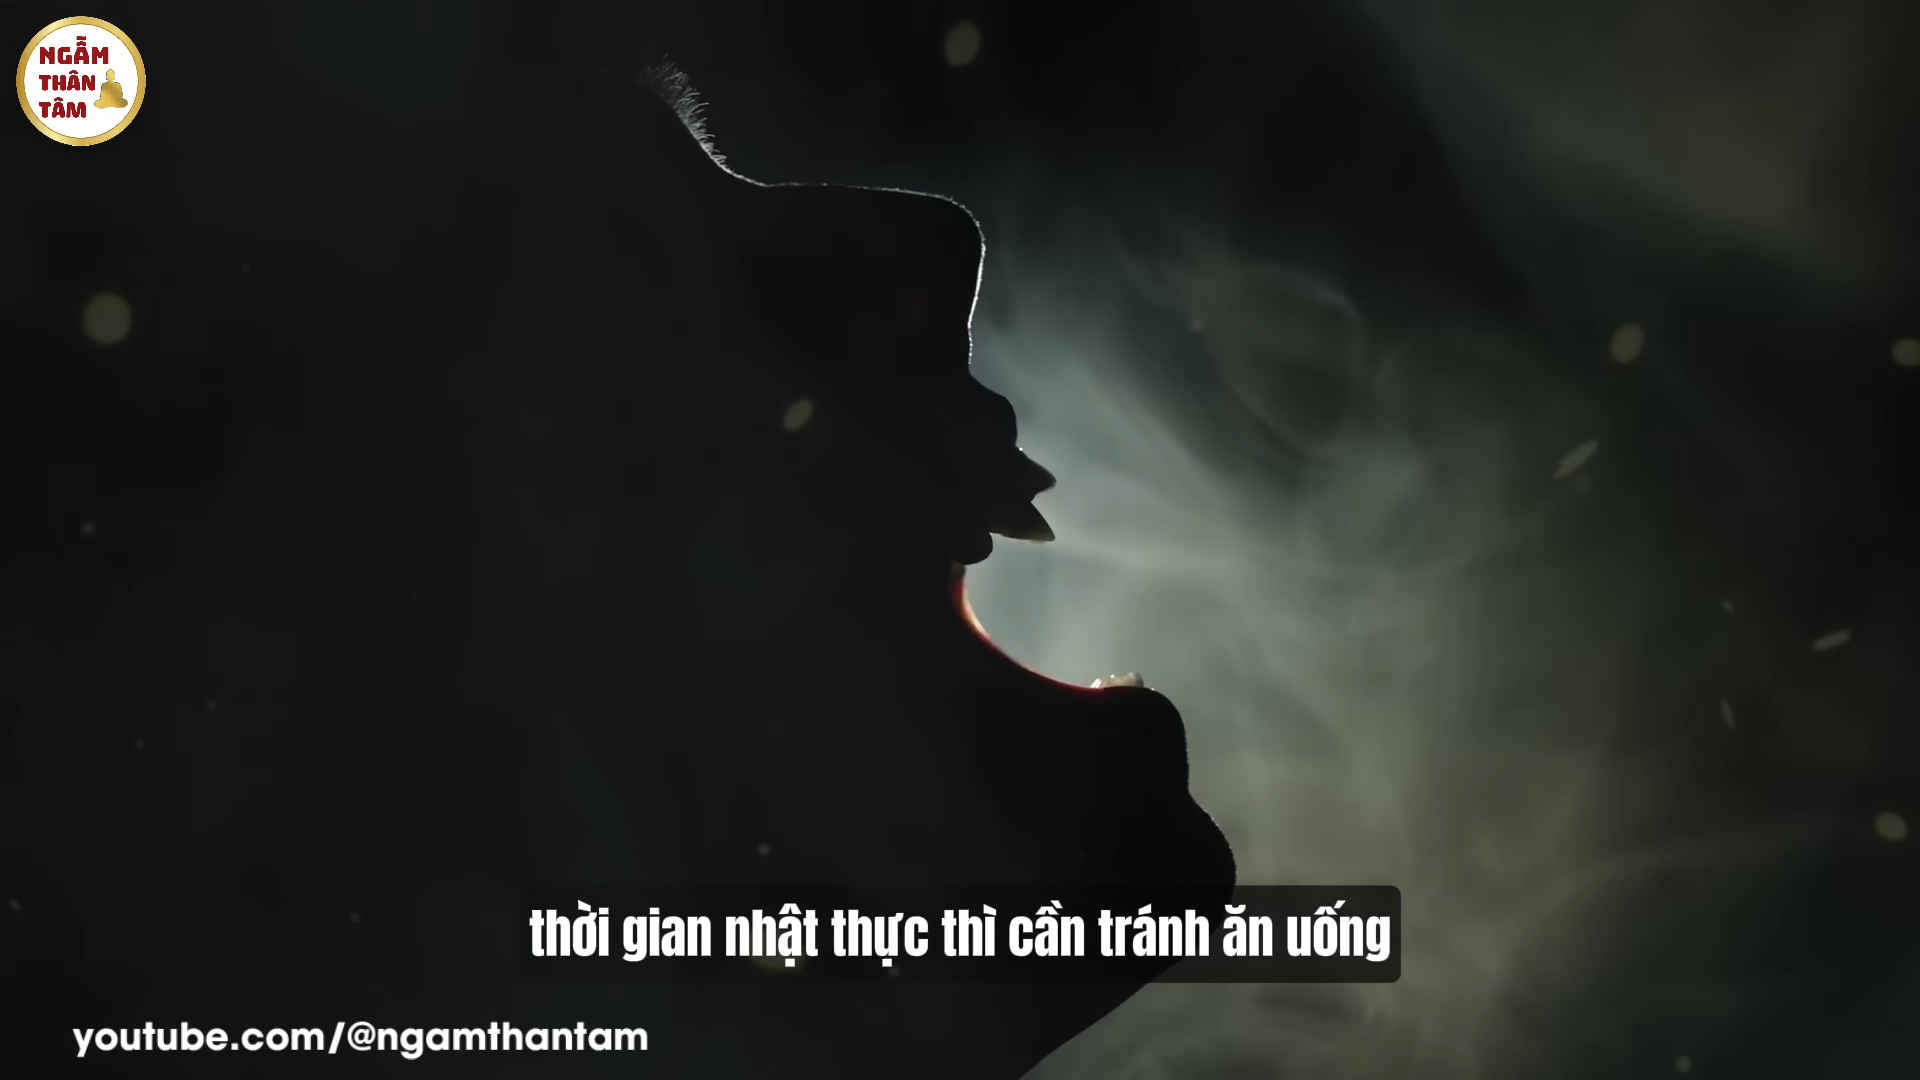 NGẪM
THÂN
TÂM
thời gian nhật thực thì cần tránh ăn uống
youtube.com/@ngamthantam